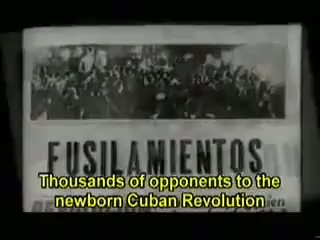 FUSILAMIENTOS
Thousands of opponents to the
newborn Cuban Revolution